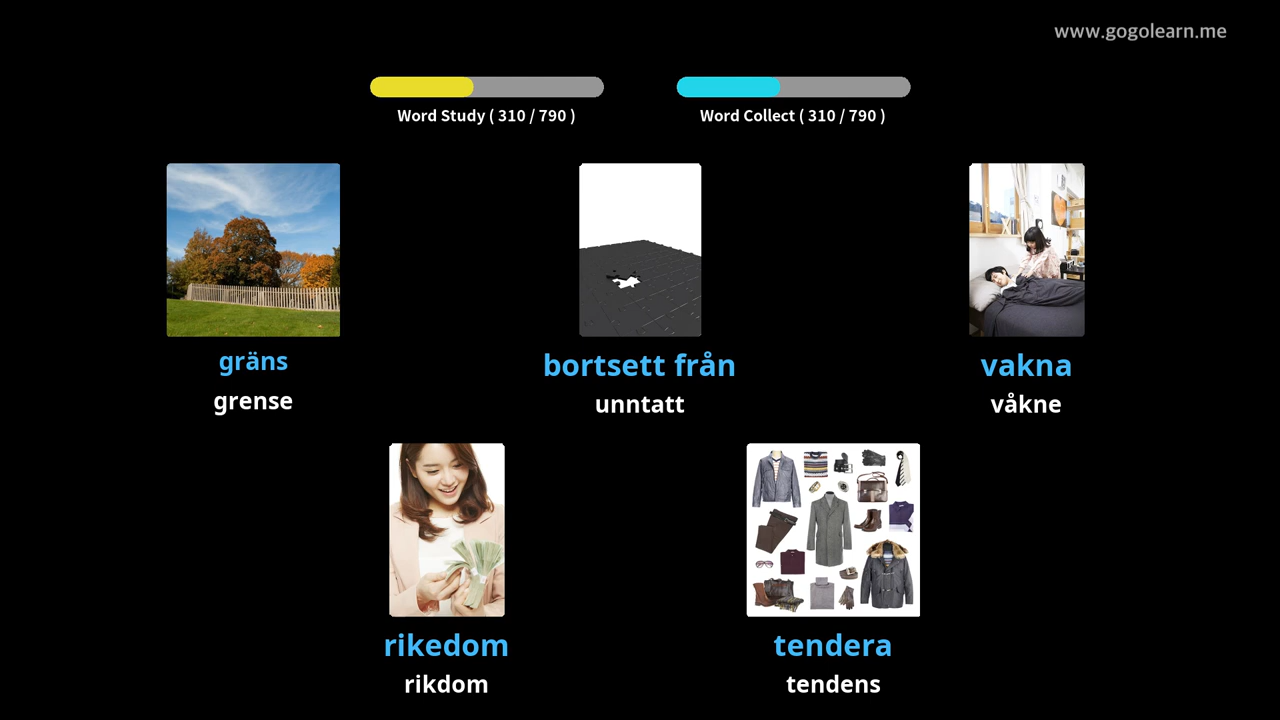 www.gogolearn.me
Word Study ( 310 / 790 )
Word Collect ( 310 / 790 )
gräns
grense
bortsett från
unntatt
vakna
våkne
rikedom
rikdom
tendera
tendens